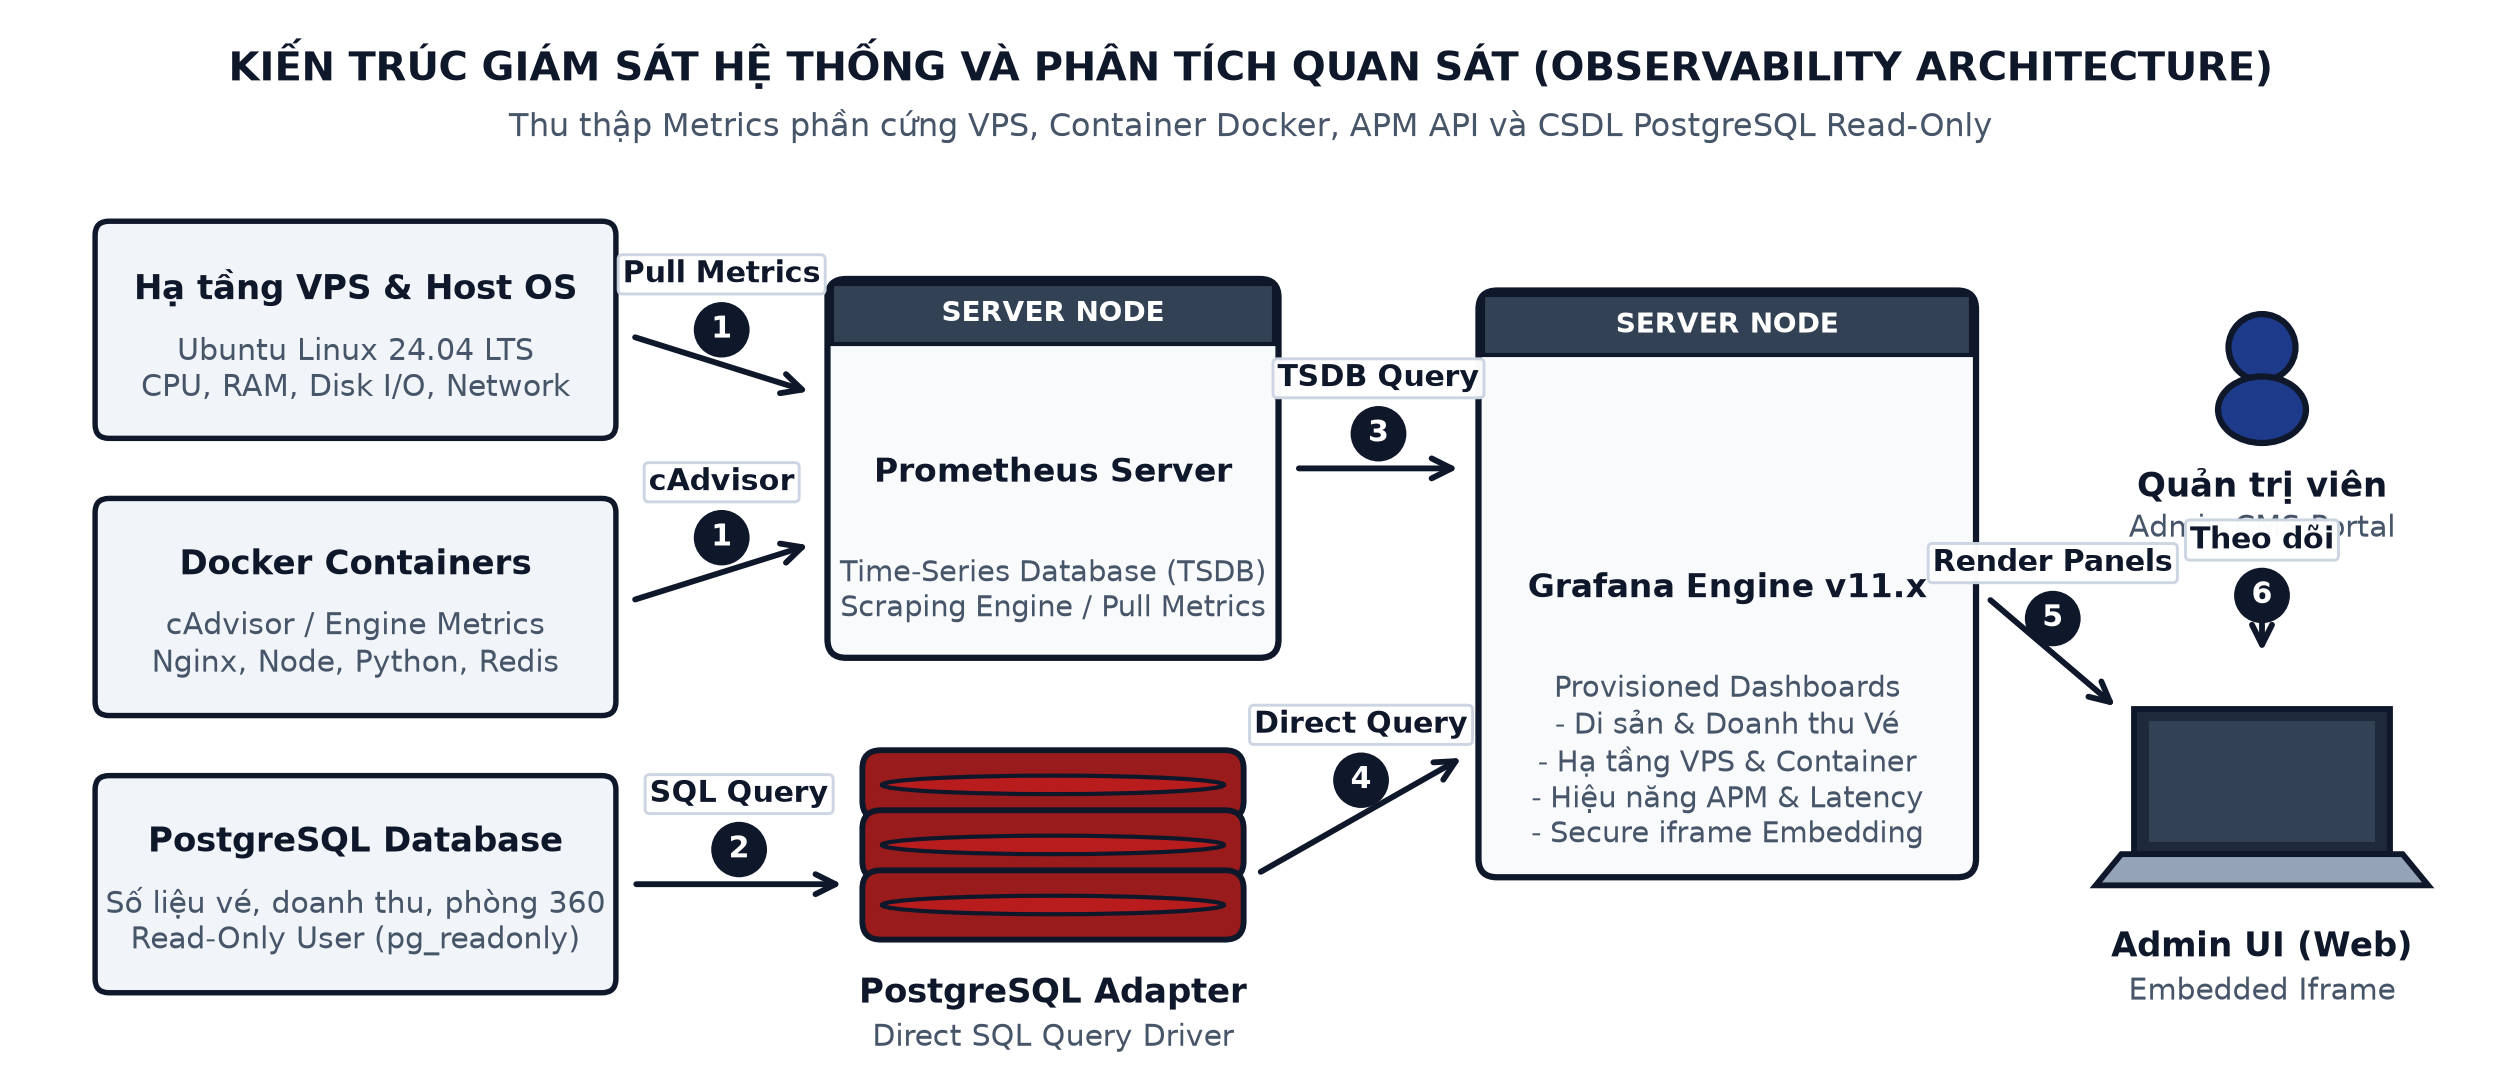 KIẾN TRÚC GIÁM SÁT HỆ THỐNG VÀ PHÂN TÍCH QUAN SÁT (OBSERVABILITY ARCHITECTURE)
Thu thập Metrics phần cứng VPS, Container Docker, APM API và CSDL PostgreSQL Read-Only
Hạ tầng VPS & Host OS
Ubuntu Linux 24.04 LTS
CPU, RAM, Disk I/O, Network
Pull Metrics
1
Docker Containers
cAdvisor / Engine Metrics
Nginx, Node, Python, Redis
cAdvisor
1
PostgreSQL Database
Số liệu vé, doanh thu, phòng 360
Read-Only User (pg_readonly)
SQL Query
2
SERVER NODE
Prometheus Server
Time-Series Database (TSDB)
Scraping Engine / Pull Metrics
TSDB Query
3
PostgreSQL Adapter
Direct SQL Query Driver
Direct Query
4
SERVER NODE
Grafana Engine v11.x
Provisioned Dashboards
- Di sản & Doanh thu Vé
- Hạ tầng VPS & Container
- Hiệu năng APM & Latency
- Secure iframe Embedding
Render Panels
5
Quản trị viên
Admin CMS Portal
Theo dõi
6
Admin UI (Web)
Embedded Iframe